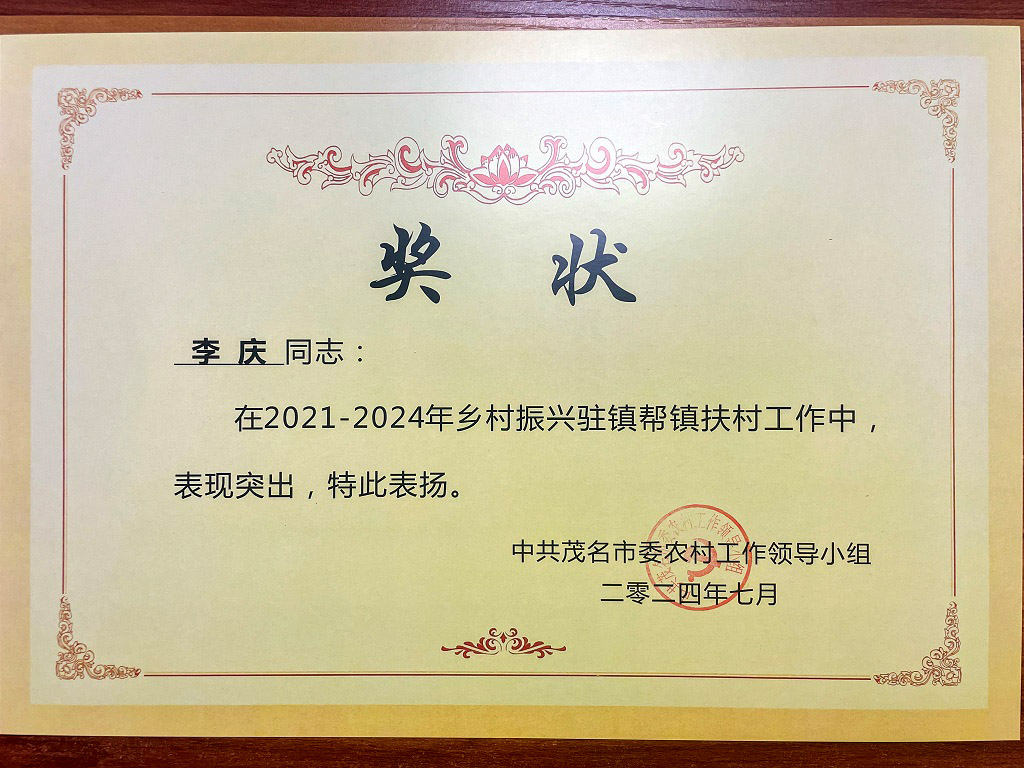 奖 状
李 庆 同志：
在2021-2024年乡村振兴驻镇帮镇扶村工作中，
表现突出，特此表扬。
中共茂名市委农村工作领导小组
二零二四年七月